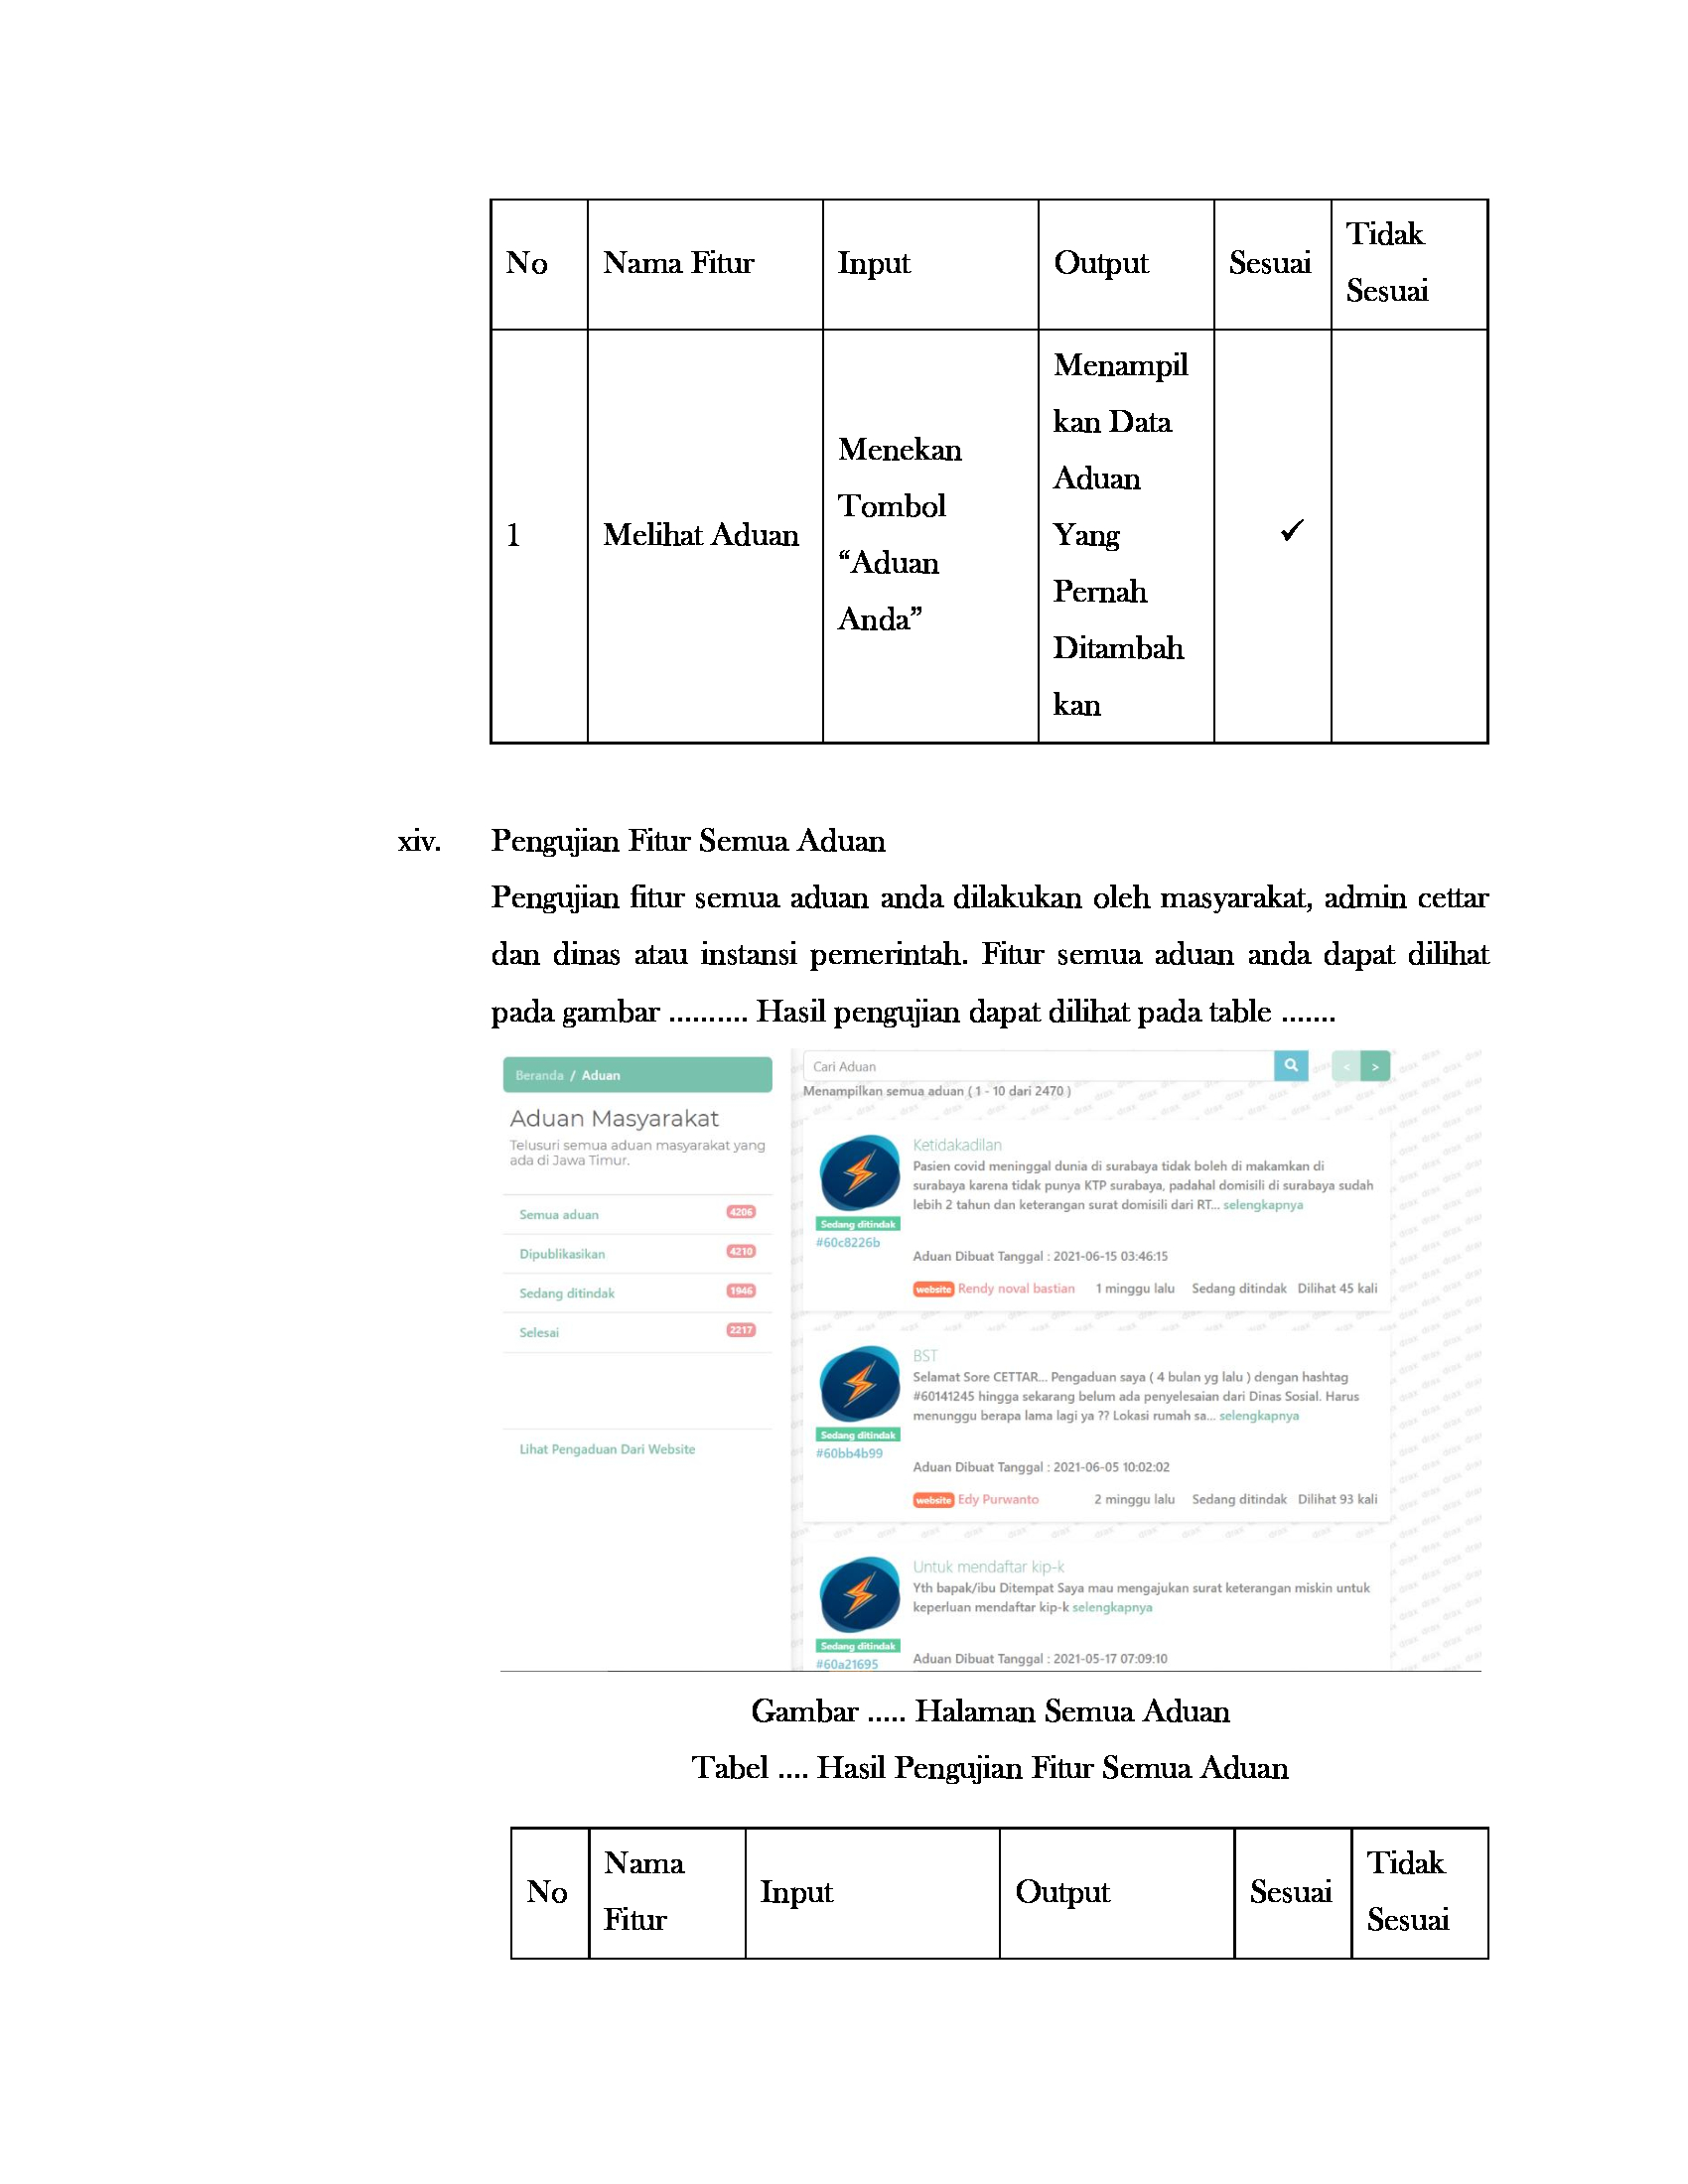 No Nama Fitur Input Output Sesuai Tidak Sesuai
1 Melihat Aduan Menekan Tombol “Aduan Anda” Menampil kan Data Aduan Yang Pernah Ditambah kan ✓
xiv. Pengujian Fitur Semua Aduan
Pengujian fitur semua aduan anda dilakukan oleh masyarakat, admin cettar
dan dinas atau instansi pemerintah. Fitur semua aduan anda dapat dilihat
pada gambar .......... Hasil pengujian dapat dilihat pada table .......
Beranda / Aduan
Aduan Masyarakat
Telusuri semua aduan masyarakat yang
ada di Jawa Timur.
Semua aduan 4206
Dipublikasikan 4210
Sedang ditindak 1946
Selesai 2217
Lihat Pengaduan Dari Website
Cari Aduan < >
Menampilkan semua aduan ( 1 - 10 dari 2470 )
Ketidakadilan
Pasien covid meninggal dunia di surabaya tidak boleh di makamkan di
surabaya karena tidak punya KTP surabaya, padahal domisili di surabaya sudah
lebih 2 tahun dan keterangan surat domisili dari RT... selengkapnya
Sedang ditindak
#60c8226b
Aduan Dibuat Tanggal : 2021-06-15 03:46:15
website Rendy noval bastian 1 minggu lalu Sedang ditindak Dilihat 45 kali
BST
Selamat Sore CETTAR... Pengaduan saya ( 4 bulan yg lalu ) dengan hashtag
#60141245 hingga sekarang belum ada penyelesaian dari Dinas Sosial. Harus
menunggu berapa lama lagi ya ?? Lokasi rumah sa... selengkapnya
Sedang ditindak
#60bb4b99
Aduan Dibuat Tanggal : 2021-06-05 10:02:02
website Edy Purwanto 2 minggu lalu Sedang ditindak Dilihat 93 kali
Untuk mendaftar kip-k
Yth bapak/ibu Ditempat Saya mau mengajukan surat keterangan miskin untuk
keperluan mendaftar kip-k selengkapnya
Sedang ditindak
#60a21695
Aduan Dibuat Tanggal : 2021-05-17 07:09:10
Gambar ..... Halaman Semua Aduan
Tabel .... Hasil Pengujian Fitur Semua Aduan
No Nama Fitur Input Output Sesuai Tidak Sesuai